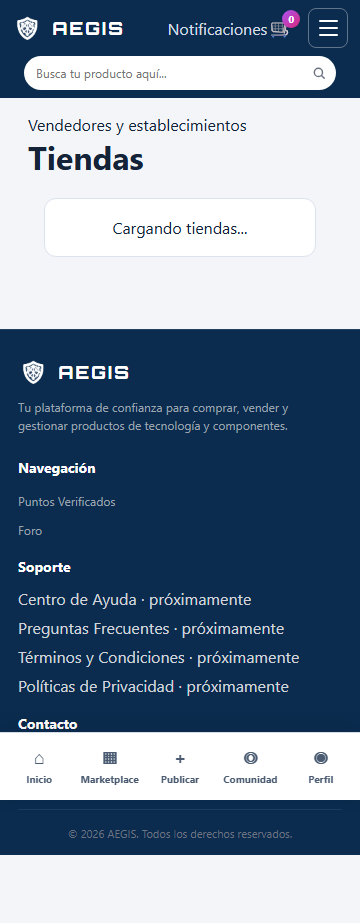 AEGIS
Notificaciones
0
Busca tu producto aquí...
Vendedores y establecimientos
Tiendas
Cargando tiendas...
AEGIS
Tu plataforma de confianza para comprar, vender y
gestionar productos de tecnología y componentes.
Navegación
Puntos Verificados
Foro
Soporte
Centro de Ayuda · próximamente
Preguntas Frecuentes · próximamente
Términos y Condiciones · próximamente
Políticas de Privacidad · próximamente
Contacto
Inicio
Marketplace
Publicar
Comunidad
Perfil
© 2026 AEGIS. Todos los derechos reservados.